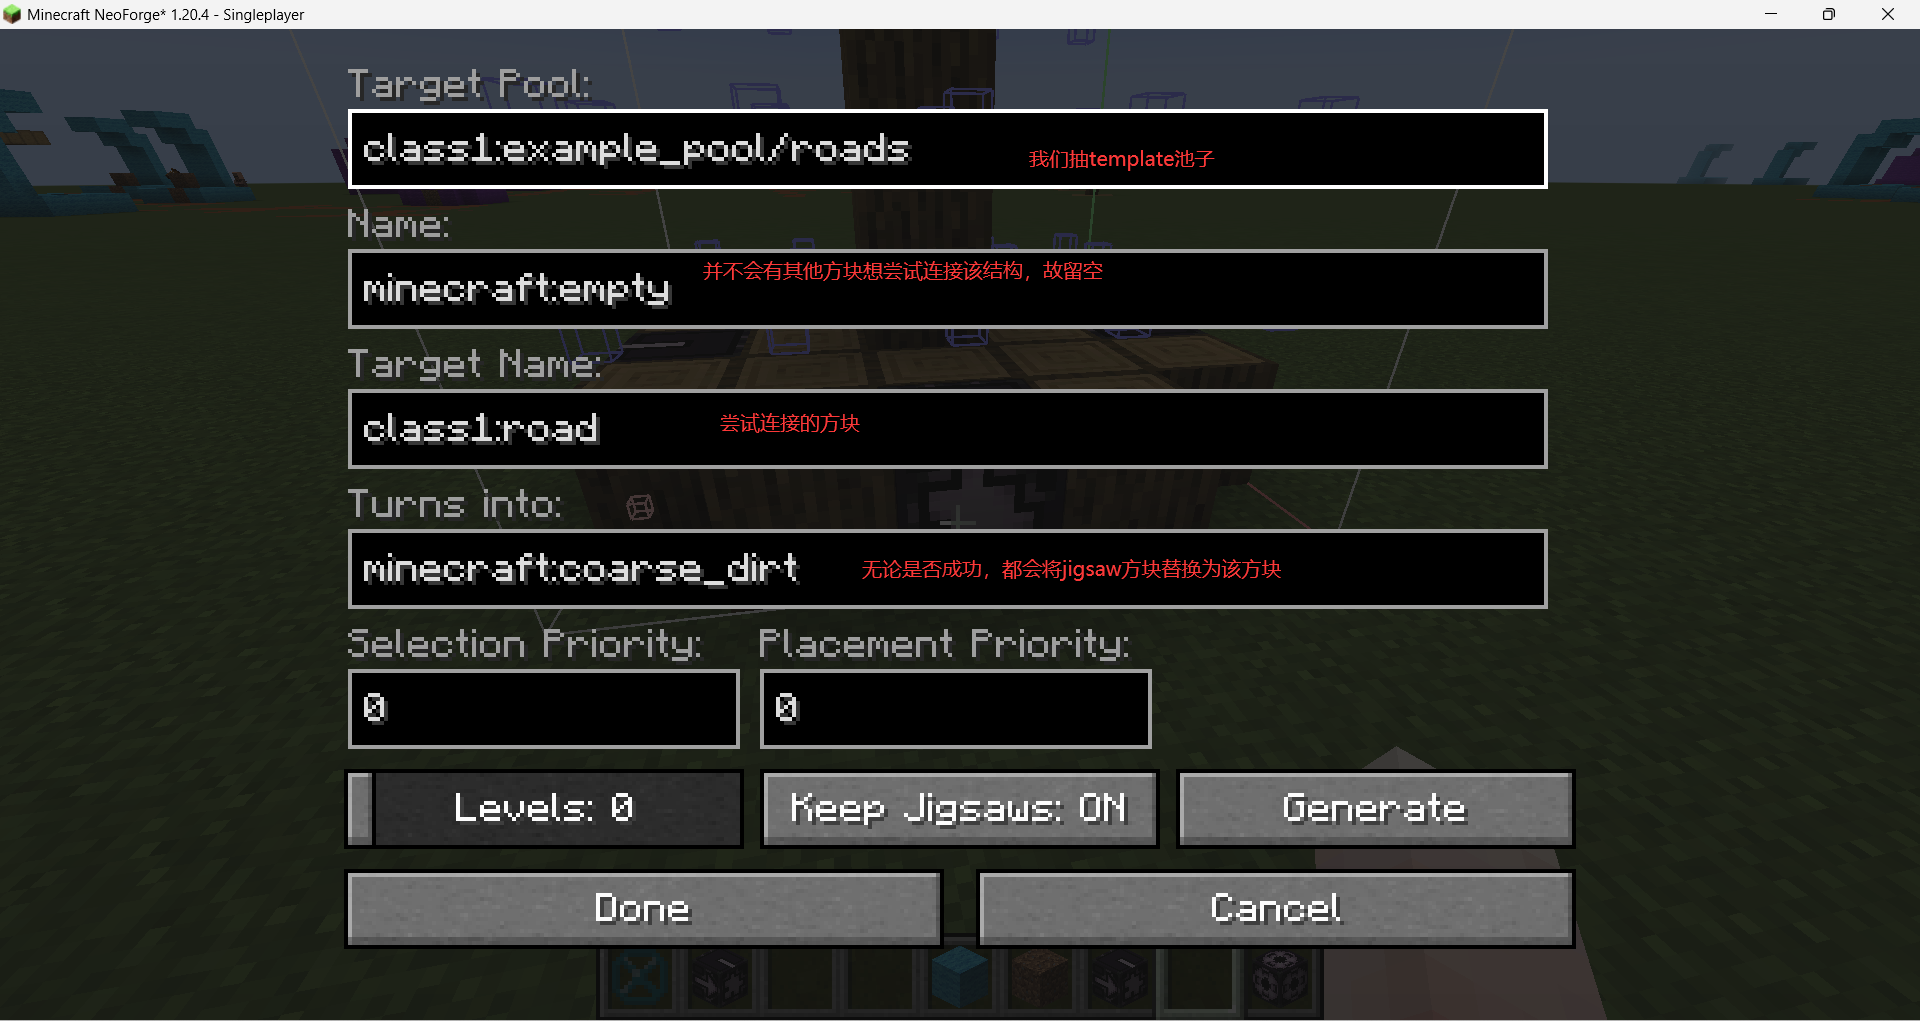 Minecraft NeoForge* 1.20.4 - Singleplayer
Target Pool:
class1:example_pool/roads
我们抽template池子
Name:
minecraft:empty
并不会有其他方块想尝试连接该结构，故留空
Target Name:
class1:road
尝试连接的方块
Turns into:
minecraft:coarse_dirt
无论是否成功，都会将jigsaw方块替换为该方块
Selection Priority: Placement Priority:
0 0
Levels: 0 Keep Jigsaws: ON Generate
Done Cancel